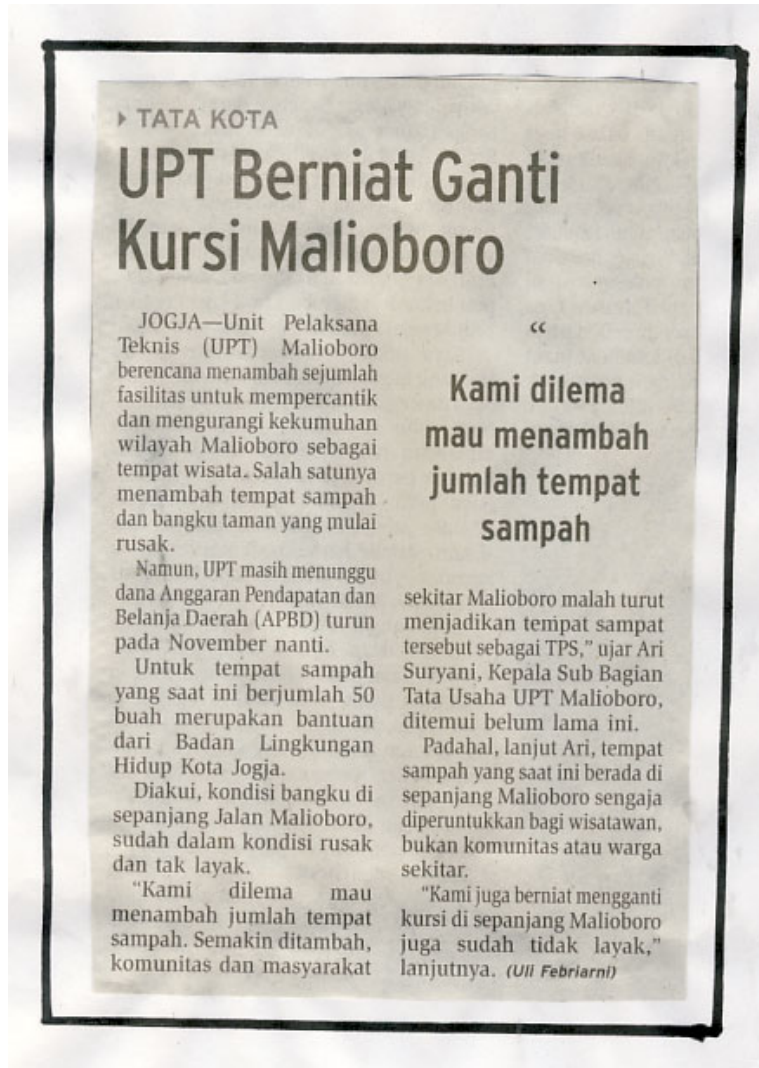 TATA KOTA
UPT Berniat Ganti
Kursi Malioboro
JOGJA—Unit Pelaksana
Teknis (UPT) Malioboro
berencana menambah sejumlah
fasilitas untuk mempercantik
dan mengurangi kekumuhan
wilayah Malioboro sebagai
tempat wisata. Salah satunya
menambah tempat sampah
dan bangku taman yang mulai
rusak.
Namun, UPT masih menunggu
dana Anggaran Pendapatan dan
Belanja Daerah (APBD) turun
pada November nanti.
Untuk tempat sampah
yang saat ini berjumlah 50
buah merupakan bantuan
dari Badan Lingkungan
Hidup Kota Jogja.
Diakui, kondisi bangku di
sepanjang Jalan Malioboro,
sudah dalam kondisi rusak
dan tak layak.
“Kami dilema mau
menambah jumlah tempat
sampah. Semakin ditambah,
komunitas dan masyarakat
“
Kami dilema
mau menambah
jumlah tempat
sampah
sekitar Malioboro malah turut
menjadikan tempat sampat
tersebut sebagai TPS,” ujar Ari
Suryani, Kepala Sub Bagian
Tata Usaha UPT Malioboro,
ditemui belum lama ini.
Padahal, lanjut Ari, tempat
sampah yang saat ini berada di
sepanjang Malioboro sengaja
diperuntukkan bagi wisatawan,
bukan komunitas atau warga
sekitar.
“Kami juga berniat mengganti
kursi di sepanjang Malioboro
juga sudah tidak layak,”
lanjutnya. (Uli Febriarni)